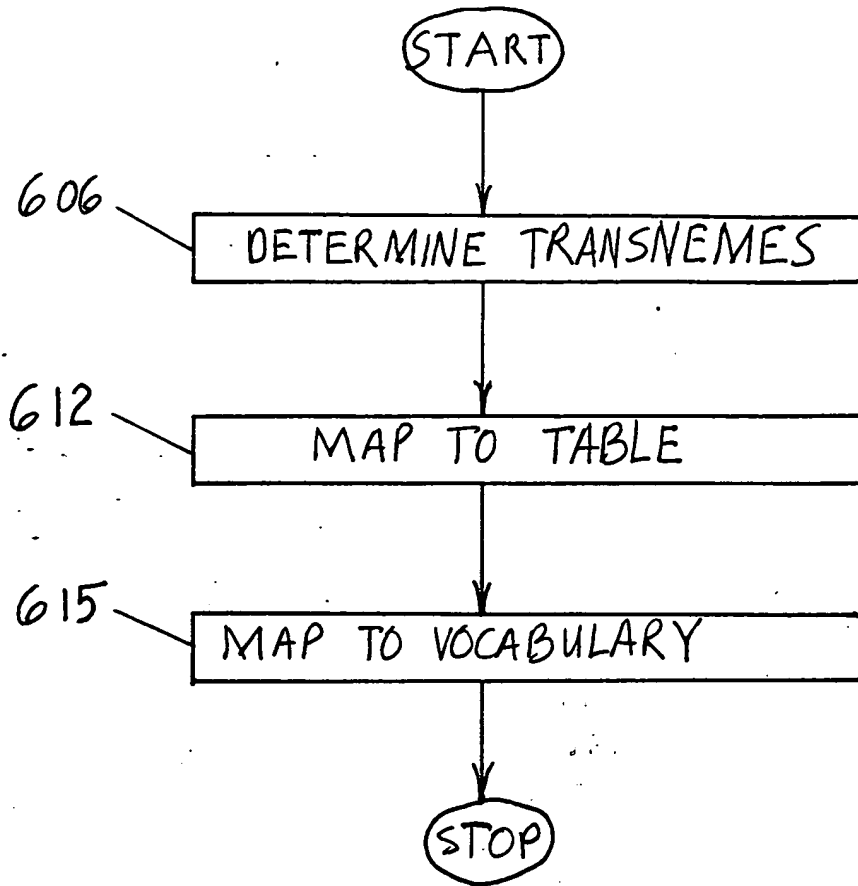 START
606
DETERMINE TRANSNEMES
612
MAP TO TABLE
615
MAP TO VOCABULARY
STOP